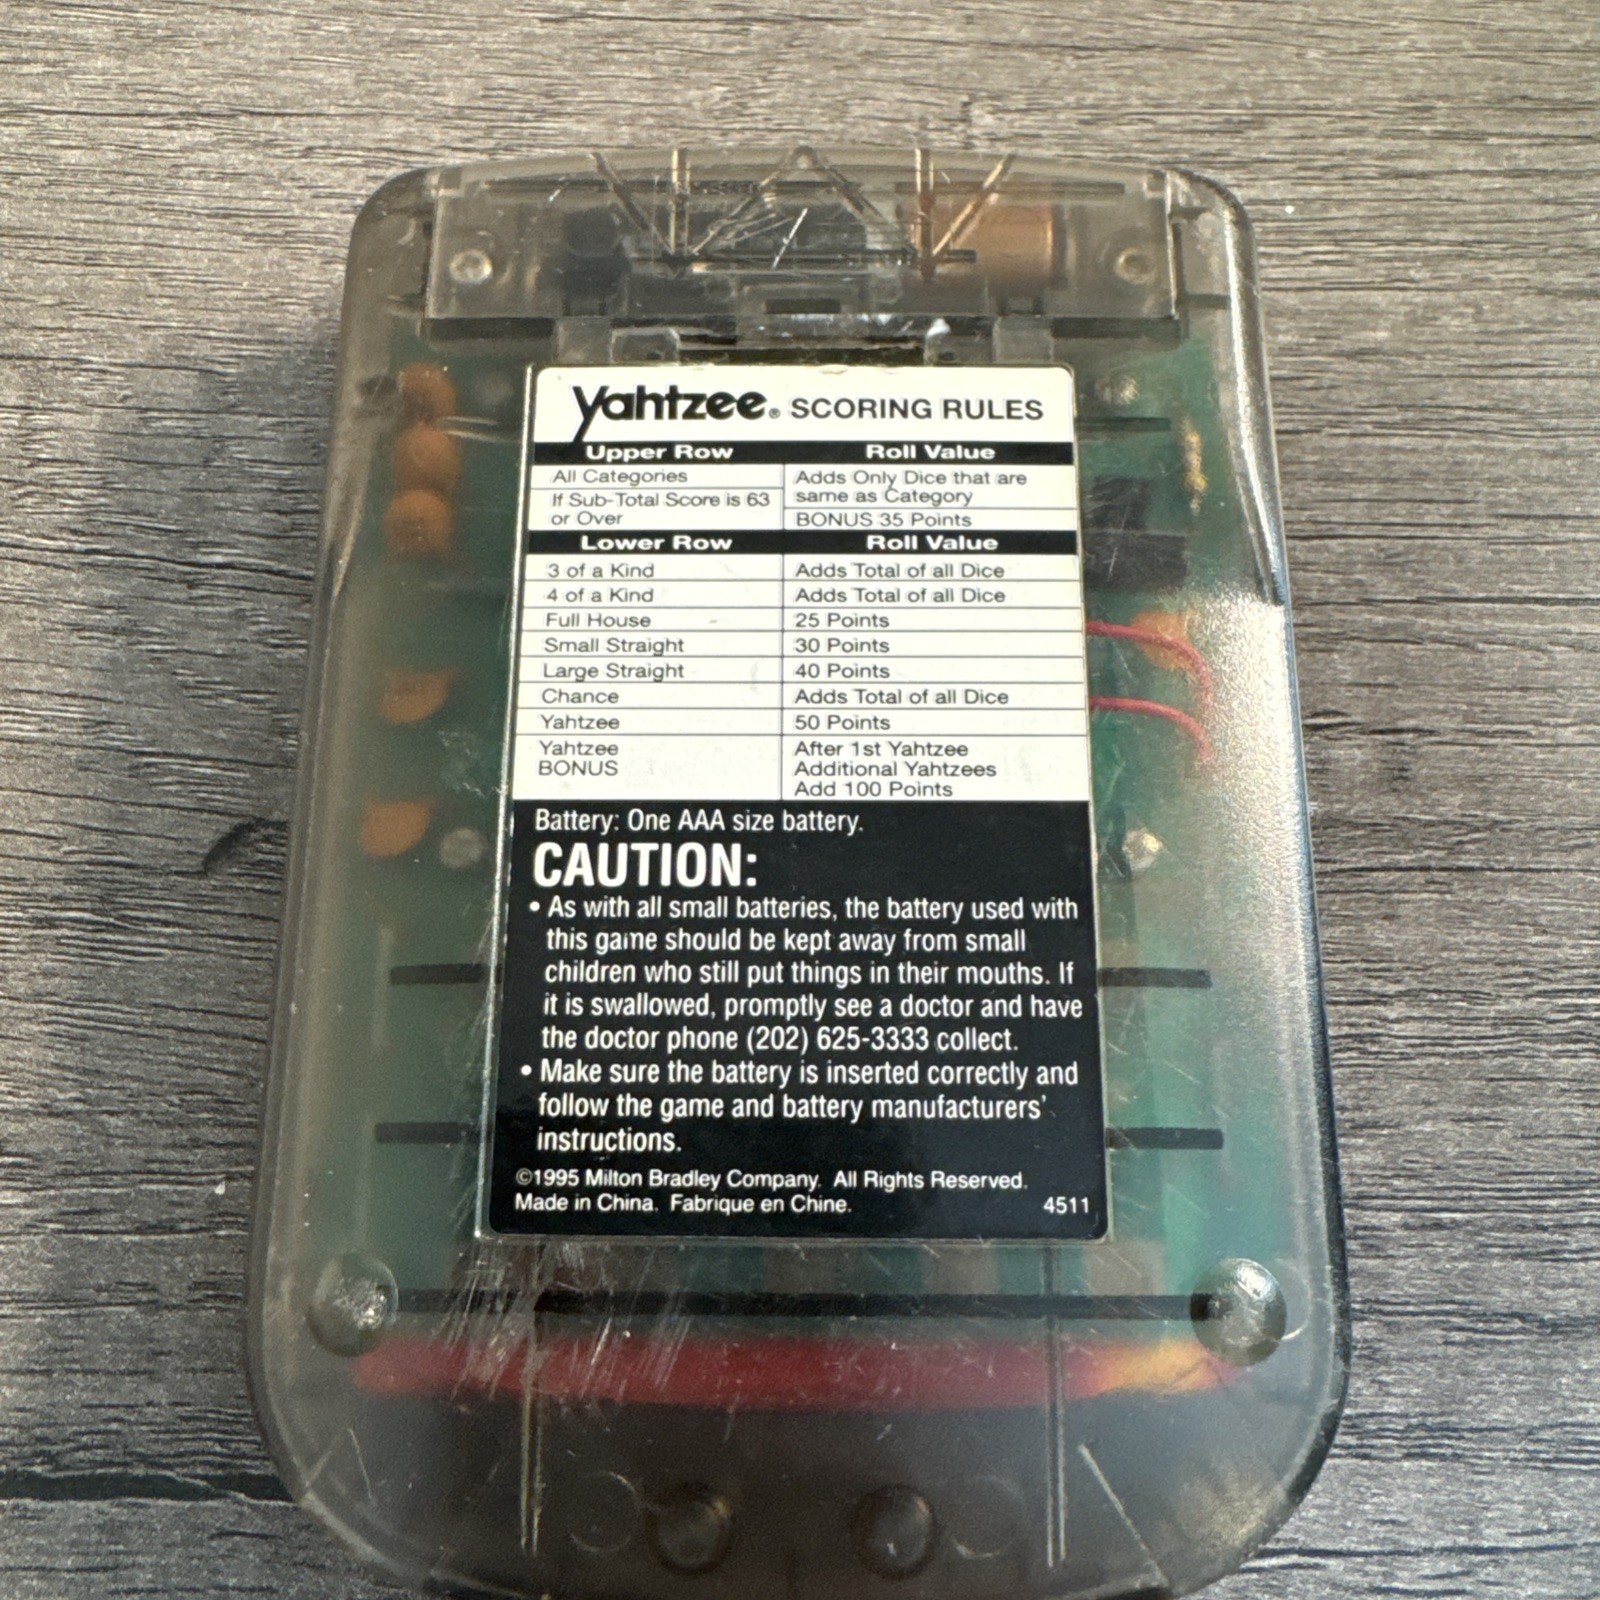 Yahtzee® SCORING RULES
Upper Row Roll Value
All Categories Adds Only Dice that are
same as Category
If Sub-Total Score is 63
or Over BONUS 35 Points
Lower Row Roll Value
3 of a Kind Adds Total of all Dice
4 of a Kind Adds Total of all Dice
Full House 25 Points
Small Straight 30 Points
Large Straight 40 Points
Chance Adds Total of all Dice
Yahtzee 50 Points
Yahtzee After 1st Yahtzee
BONUS Additional Yahtzees
Add 100 Points
Battery: One AAA size battery.
CAUTION:
• As with all small batteries, the battery used with
this game should be kept away from small
children who still put things in their mouths. If
it is swallowed, promptly see a doctor and have
the doctor phone (202) 625-3333 collect.
• Make sure the battery is inserted correctly and
follow the game and battery manufacturers'
instructions.
©1995 Milton Bradley Company. All Rights Reserved.
Made in China. Fabrique en Chine. 4511